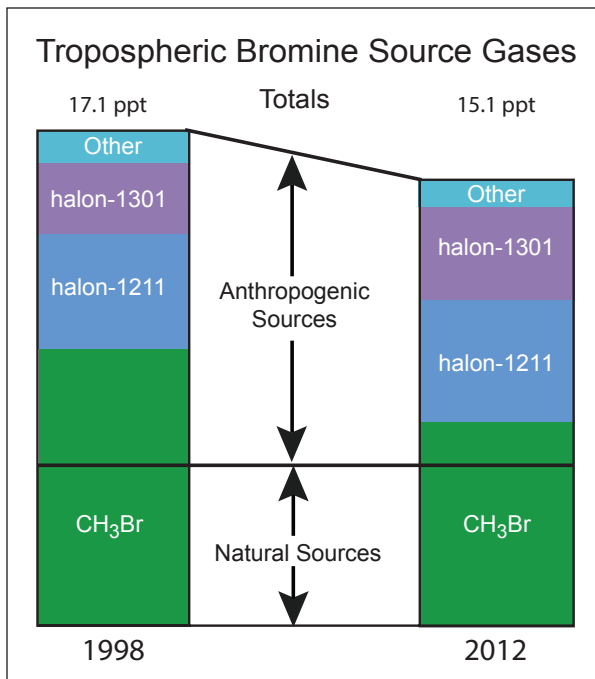 Tropospheric Bromine Source Gases
17.1 ppt
Totals
15.1 ppt
Other
halon-1301
halon-1211
CH₃Br
1998
Anthropogenic
Sources
Natural Sources
Other
halon-1301
halon-1211
CH₃Br
2012